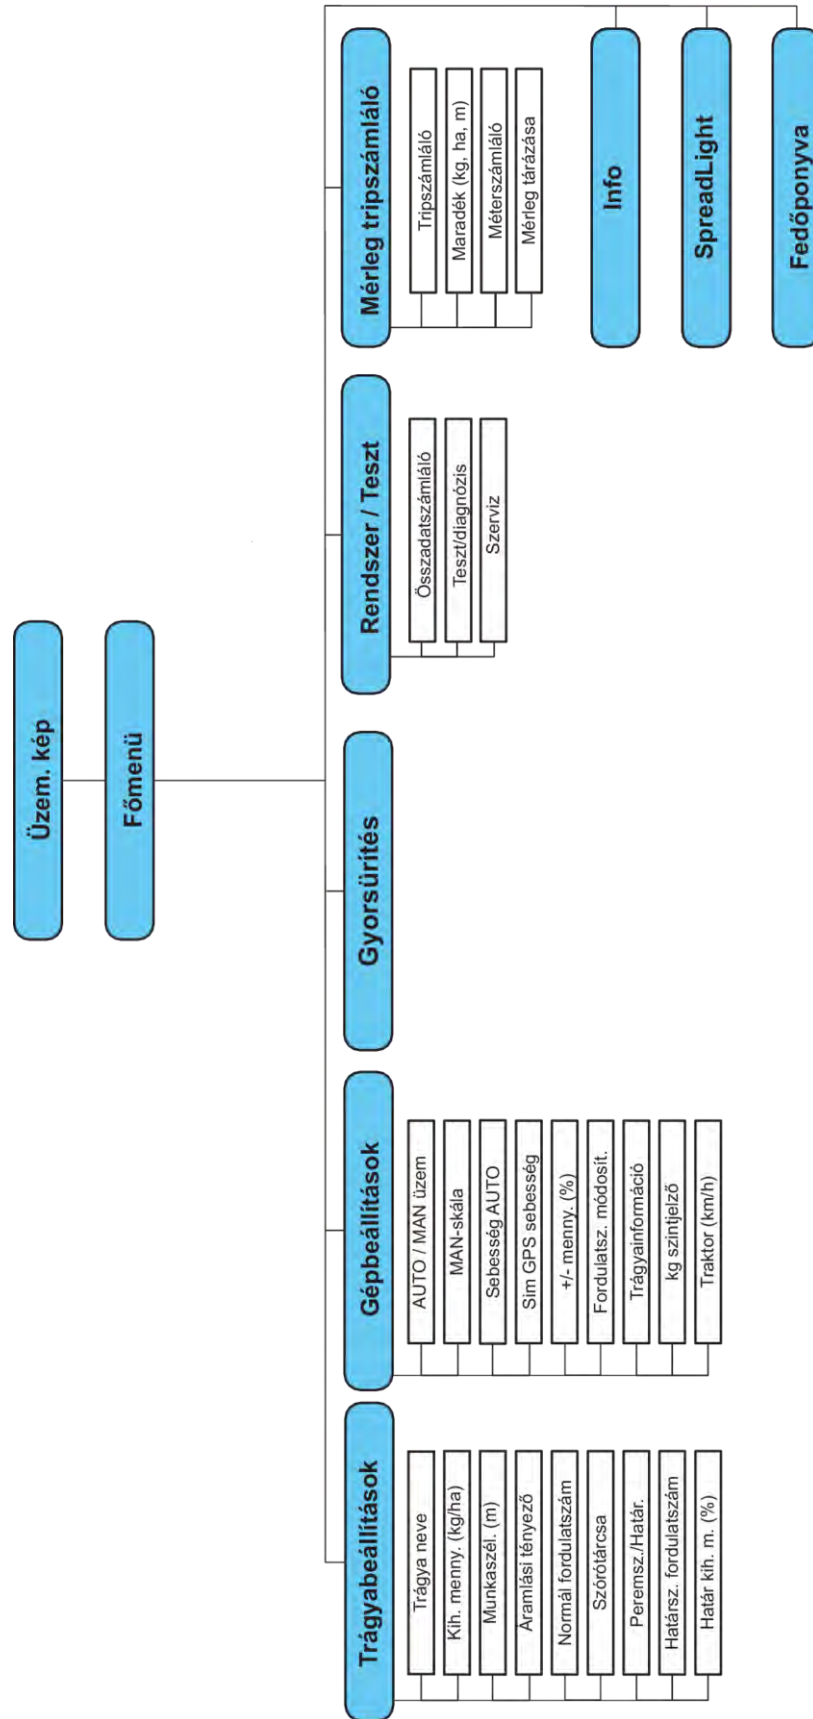 Üzem. kép
Főmenü
Trágyabeállítások
Trágya neve
Kih. menny. (kg/ha)
Munkaszél. (m)
Áramlási tényező
Normál fordulatszám
Szórótárcsa
Peremsz./Határ.
Határsz. fordulatszám
Határ kih. m. (%)
Gépbeállítások
AUTO / MAN üzem
MAN-skála
Sebesség AUTO
Sim GPS sebesség
+/- menny. (%)
Fordulatsz. módosít.
Trágyainformáció
kg szintjelző
Traktor (km/h)
Gyorsürítés
Rendszer / Teszt
Összadatszámláló
Teszt/diagnózis
Szerviz
Mérleg tripszámláló
Tripszámláló
Maradék (kg, ha, m)
Méterszámláló
Mérleg tárázása
Info
SpreadLight
Fedőponyva